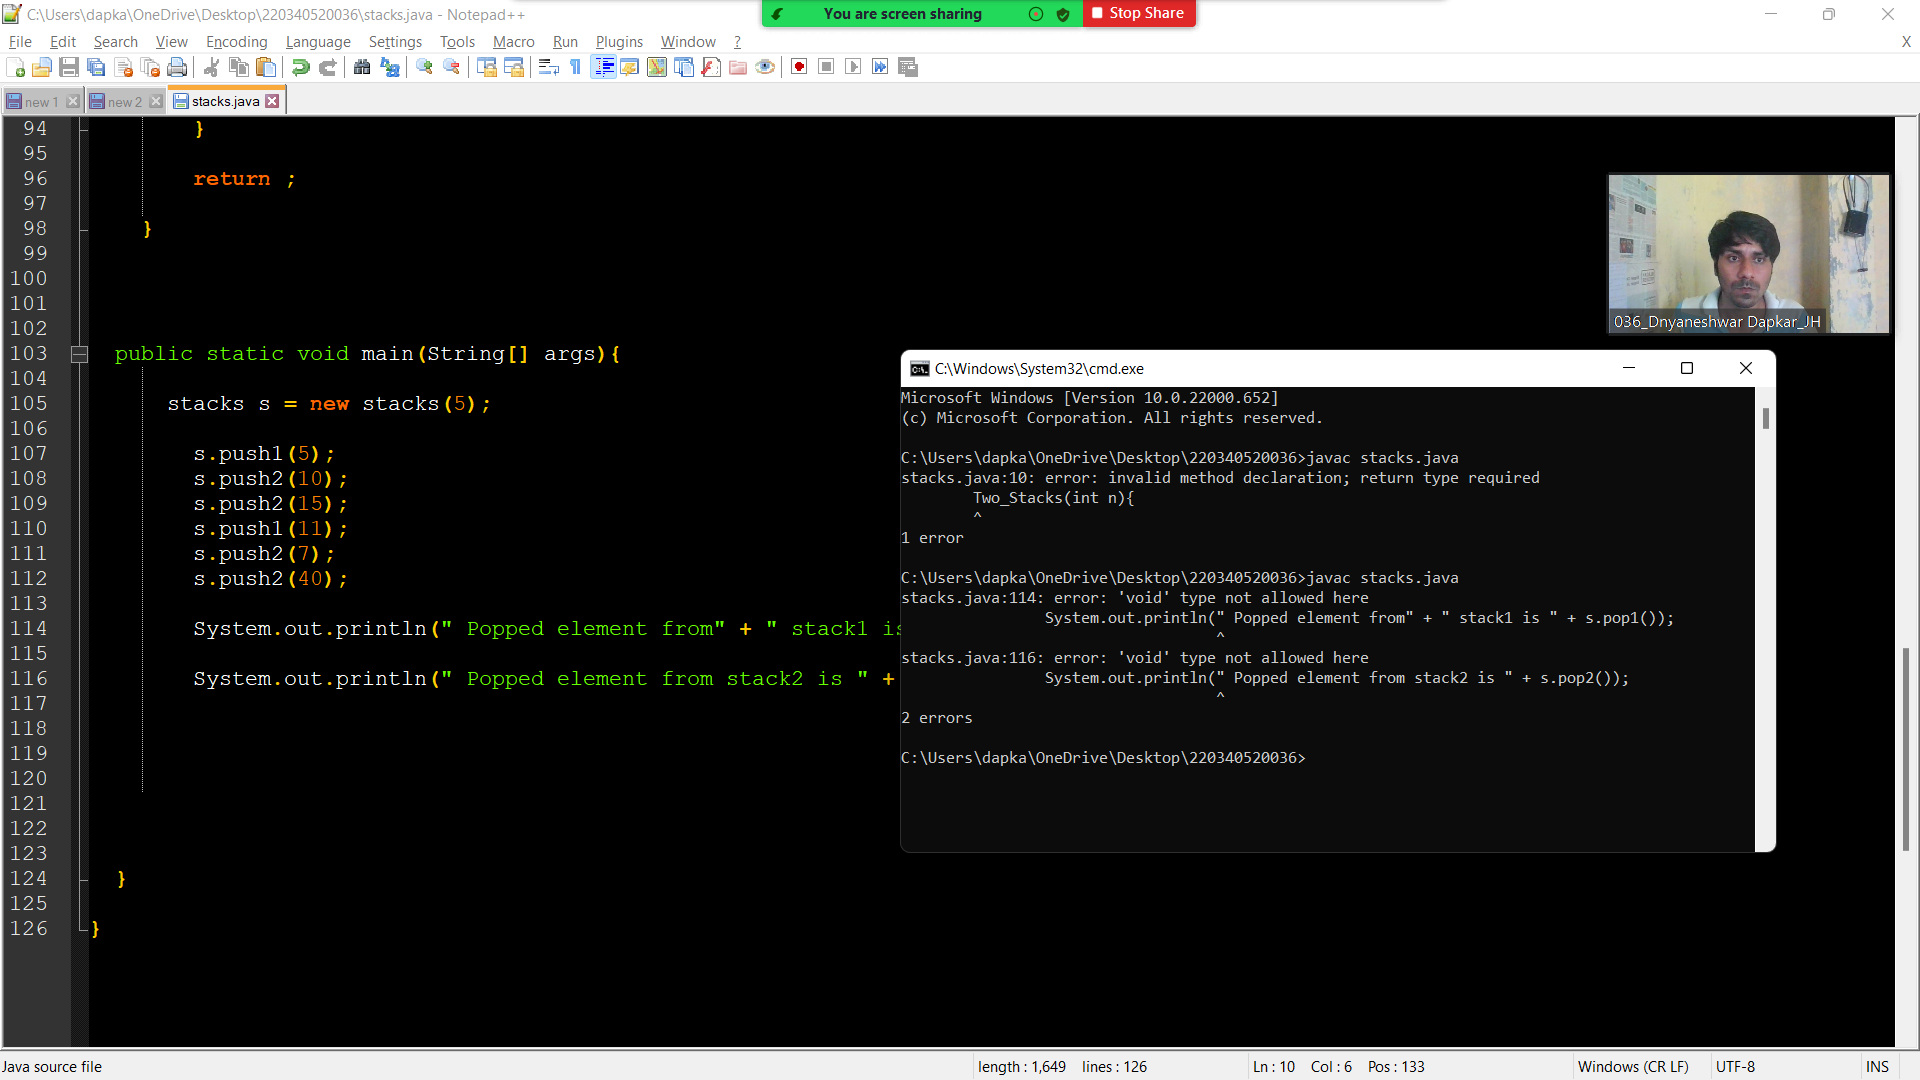 C:\Users\dapka\OneDrive\Desktop\220340520036\stacks.java - Notepad++
You are screen sharing
Stop Share
File Edit Search View Encoding Language Settings Tools Macro Run Plugins Window ? X
new 1 new 2 stacks.java
94 }
95
96 return ;
97
98 }
99
100
101
102
103 public static void main(String[] args){
104
105 stacks s = new stacks(5);
106
107 s.push1(5);
108 s.push2(10);
109 s.push2(15);
110 s.push1(11);
111 s.push2(7);
112 s.push2(40);
113
114 System.out.println(" Popped element from" + " stack1 is
115
116 System.out.println(" Popped element from stack2 is " +
117
118
119
120
121
122
123
124 }
125
126 }
036_Dnyaneshwar Dapkar_JH
C:\Windows\System32\cmd.exe
Microsoft Windows [Version 10.0.22000.652]
(c) Microsoft Corporation. All rights reserved.
C:\Users\dapka\OneDrive\Desktop\220340520036>javac stacks.java
stacks.java:10: error: invalid method declaration; return type required
Two_Stacks(int n){
^
1 error
C:\Users\dapka\OneDrive\Desktop\220340520036>javac stacks.java
stacks.java:114: error: 'void' type not allowed here
System.out.println(" Popped element from" + " stack1 is " + s.pop1());
^
stacks.java:116: error: 'void' type not allowed here
System.out.println(" Popped element from stack2 is " + s.pop2());
^
2 errors
C:\Users\dapka\OneDrive\Desktop\220340520036>
Java source file length : 1,649 lines : 126 Ln : 10 Col : 6 Pos : 133 Windows (CR LF) UTF-8 INS